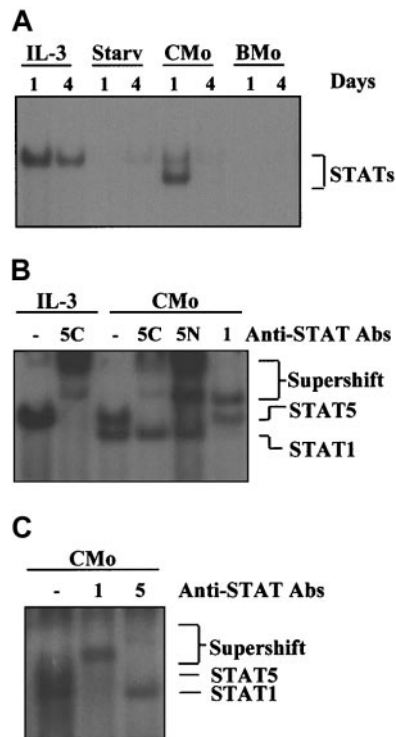 A
IL-3 Starv CMo BMo
1 4 1 4 1 4 1 4 Days
STATs
B
IL-3 CMo
- 5C - 5C 5N 1 Anti-STAT Abs
Supershift
STAT5
STAT1
C
CMo
- 1 5 Anti-STAT Abs
Supershift
STAT5
STAT1